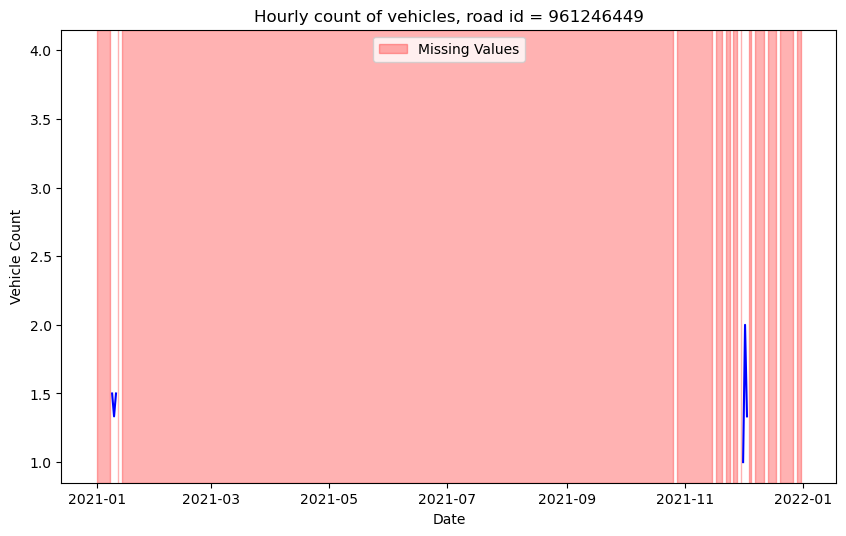 Hourly count of vehicles, road id = 961246449
Missing Values
4.0
3.5
3.0
2.5
2.0
1.5
1.0
Vehicle Count
2021-01 2021-03 2021-05 2021-07 2021-09 2021-11 2022-01
Date